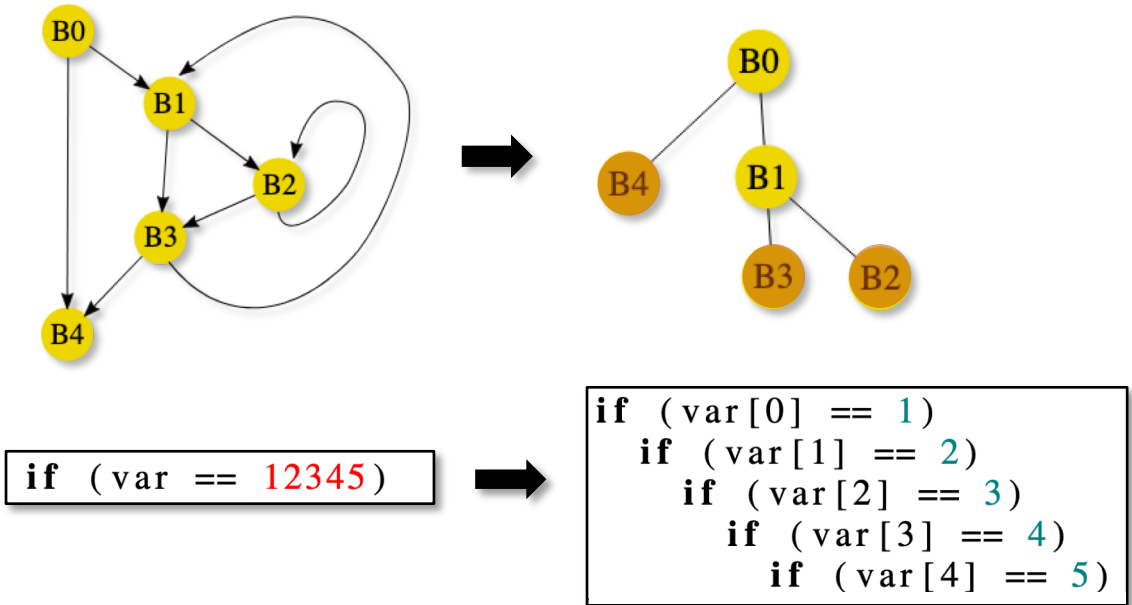 B0
B1
B2
B3
B4
B0
B4
B1
B3
B2
if (var == 12345)
if (var[0] == 1)
if (var[1] == 2)
if (var[2] == 3)
if (var[3] == 4)
if (var[4] == 5)